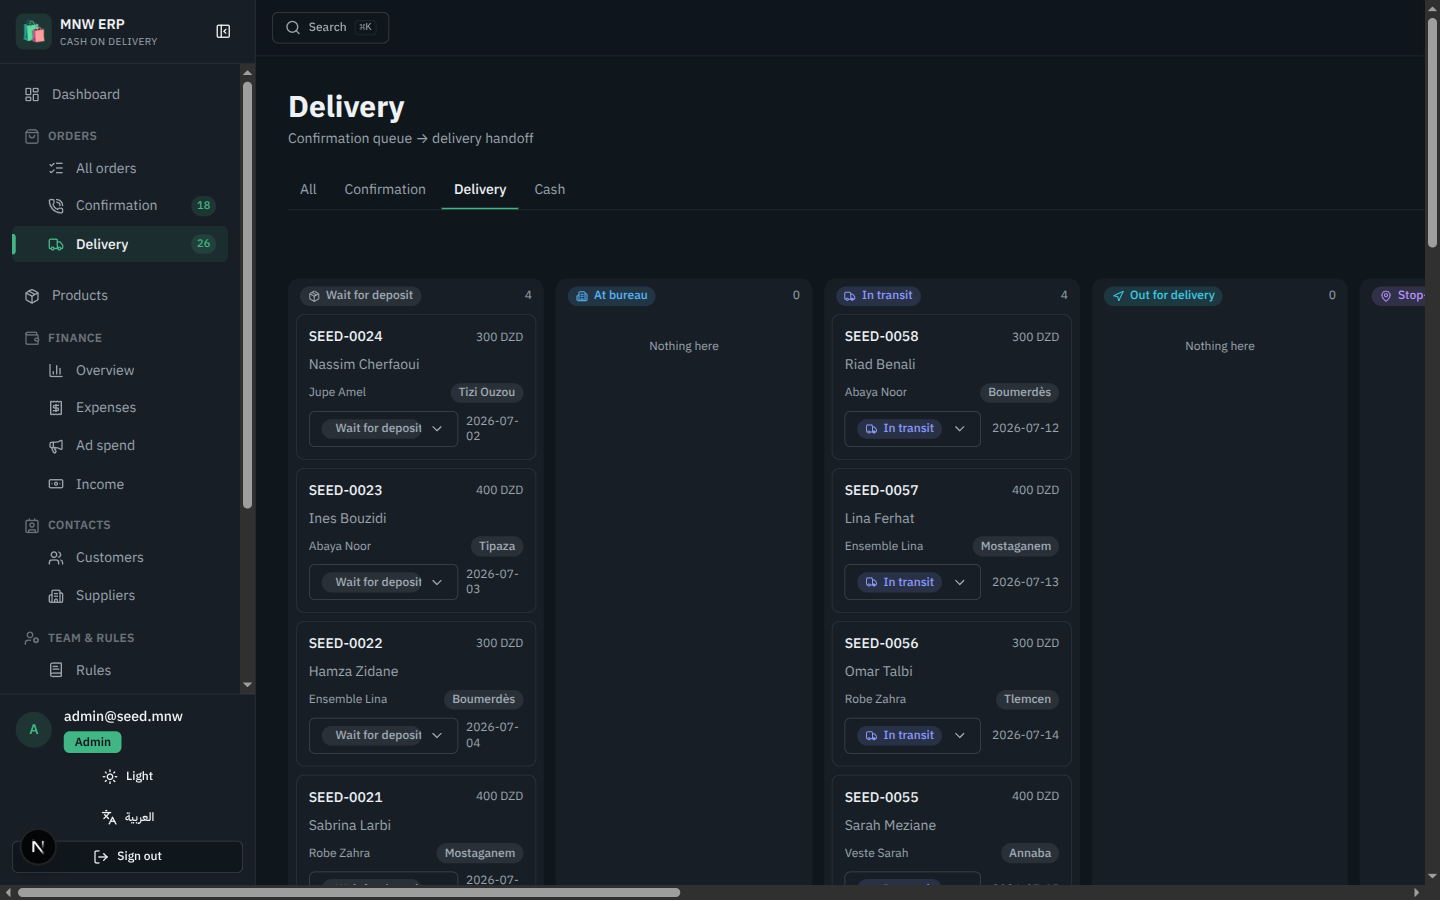 MNW ERP
CASH ON DELIVERY
Search ⌘K
Dashboard
ORDERS
All orders
Confirmation 18
Delivery 26
Products
FINANCE
Overview
Expenses
Ad spend
Income
CONTACTS
Customers
Suppliers
TEAM & RULES
Rules
A
admin@seed.mnw
Admin
Light
العربية
N
Sign out
Delivery
Confirmation queue → delivery handoff
All Confirmation Delivery Cash
Wait for deposit 4
SEED-0024 300 DZD
Nassim Cherfaoui
Jupe Amel Tizi Ouzou
Wait for deposit 2026-07-
02
SEED-0023 400 DZD
Ines Bouzidi
Abaya Noor Tipaza
Wait for deposit 2026-07-
03
SEED-0022 300 DZD
Hamza Zidane
Ensemble Lina Boumerdès
Wait for deposit 2026-07-
04
SEED-0021 400 DZD
Sabrina Larbi
Robe Zahra Mostaganem
2026-07-
At bureau 0
Nothing here
In transit 4
SEED-0058 300 DZD
Riad Benali
Abaya Noor Boumerdès
In transit 2026-07-12
SEED-0057 400 DZD
Lina Ferhat
Ensemble Lina Mostaganem
In transit 2026-07-13
SEED-0056 300 DZD
Omar Talbi
Robe Zahra Tlemcen
In transit 2026-07-14
SEED-0055 400 DZD
Sarah Meziane
Veste Sarah Annaba
Out for delivery 0
Nothing here
Stop-